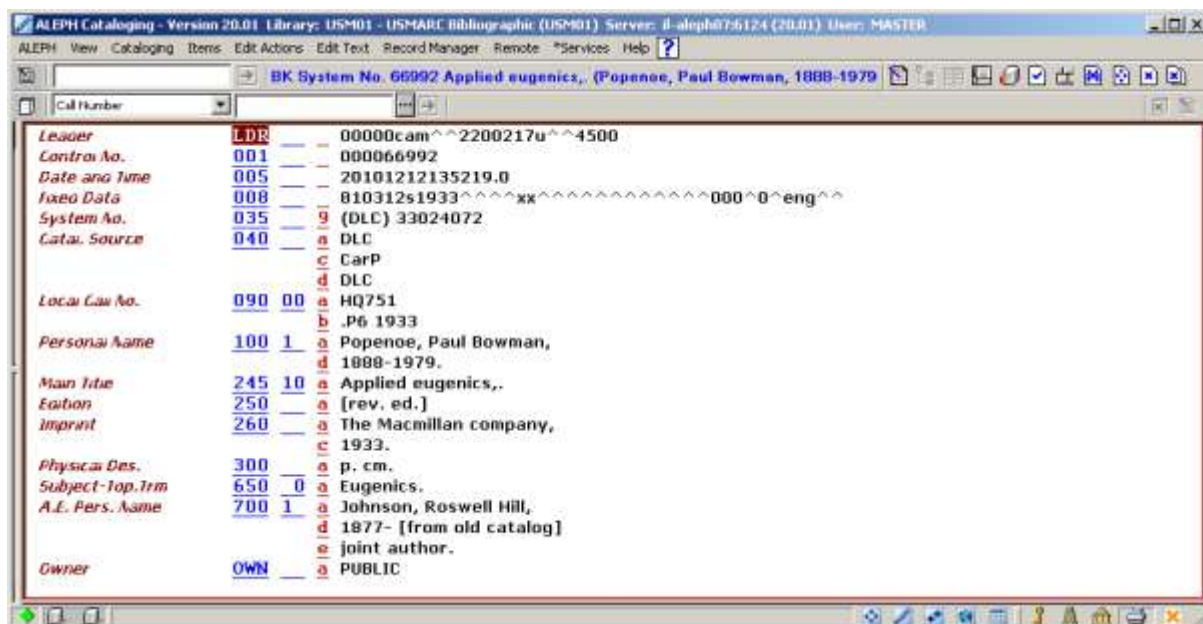 ALEPH Cataloging - Version 20.01 Library: USM01 - USMARC Bibliographic (USM01) Server: il-aleph07:6124 (20.01) User: MASTER
ALEPH View Cataloging Items Edit Actions Edit Text Record Manager Remote *Services Help ?
BK System No. 66992 Applied eugenics,. (Popenoe, Paul Bowman, 1888-1979
Call Number ...
Leader LDR 00000cam^^2200217u^^4500
Control No. 001 000066992
Date and Time 005 20101212135219.0
Fixed Data 008 810312s1933^^^^xx^^^^^^^^^^^^^000^0^eng^^
System No. 035 9 (DLC) 33024072
Catal. Source 040 a DLC
c CarP
d DLC
Local Call No. 090 00 a HQ751
b .P6 1933
Personal Name 100 1 a Popenoe, Paul Bowman,
d 1888-1979.
Main Title 245 10 a Applied eugenics,.
Edition 250 a [rev. ed.]
Imprint 260 a The Macmillan company,
c 1933.
Physical Des. 300 a p. cm.
Subject-Top.Trm 650 0 a Eugenics.
A.E. Pers. Name 700 1 a Johnson, Roswell Hill,
d 1877- [from old catalog]
e joint author.
Owner OWN a PUBLIC